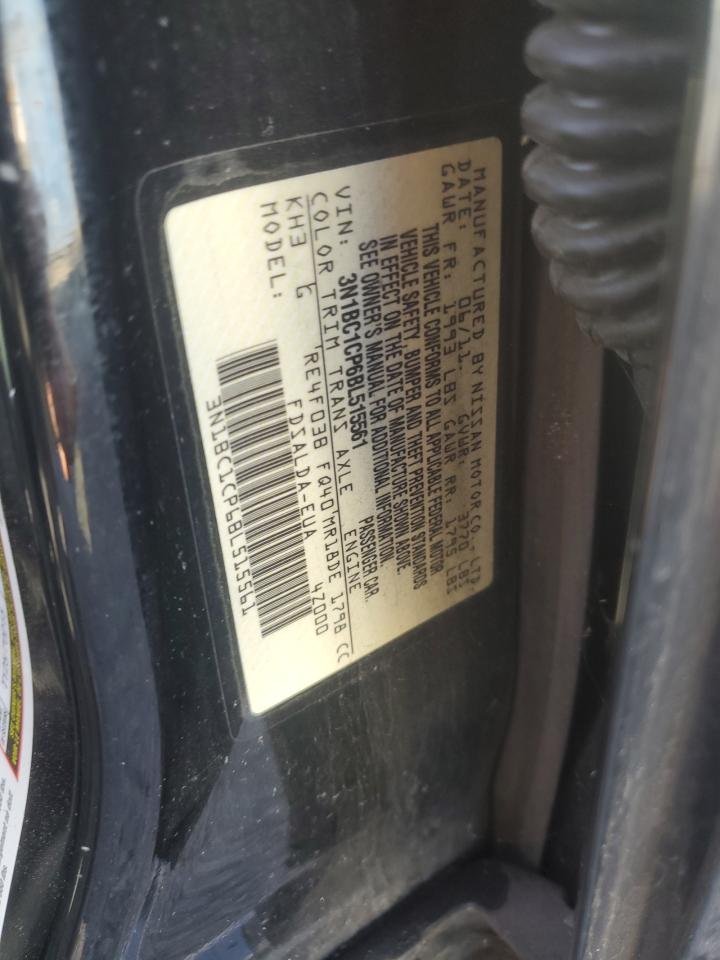 MANUFACTURED BY NISSAN MOTOR CO., LTD.
DATE: 06/11. GVWR: 3770 LBS
GAWR FR: 1993 LBS GAWR RR: 1795 LBS
THIS VEHICLE CONFORMS TO ALL APPLICABLE FEDERAL MOTOR
VEHICLE SAFETY, BUMPER AND THEFT PREVENTION STANDARDS
IN EFFECT ON THE DATE OF MANUFACTURE SHOWN ABOVE.
SEE OWNER'S MANUAL FOR ADDITIONAL INFORMATION.
VIN: 3N1BC1CP6BL515561 PASSENGER CAR.
COLOR TRIM TRANS AXLE ENGINE
KH3 G RE4F03B FQ40 MR18DE 1798 CC
MODEL: FDSALDA-EUA 4Z000
3N1BC1CP6BL515561